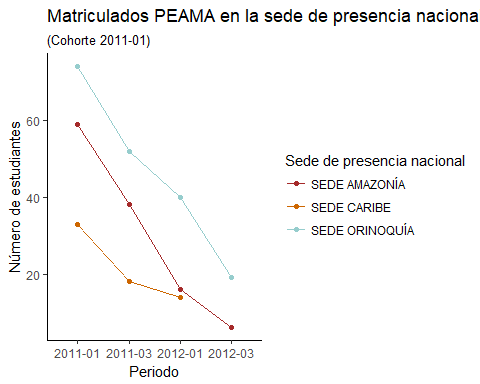 Matriculados PEAMA en la sede de presencia naciona
(Cohorte 2011-01)
Número de estudiantes
60
40
20
2011-01 2011-03 2012-01 2012-03
Periodo
Sede de presencia nacional
SEDE AMAZONÍA
SEDE CARIBE
SEDE ORINOQUÍA